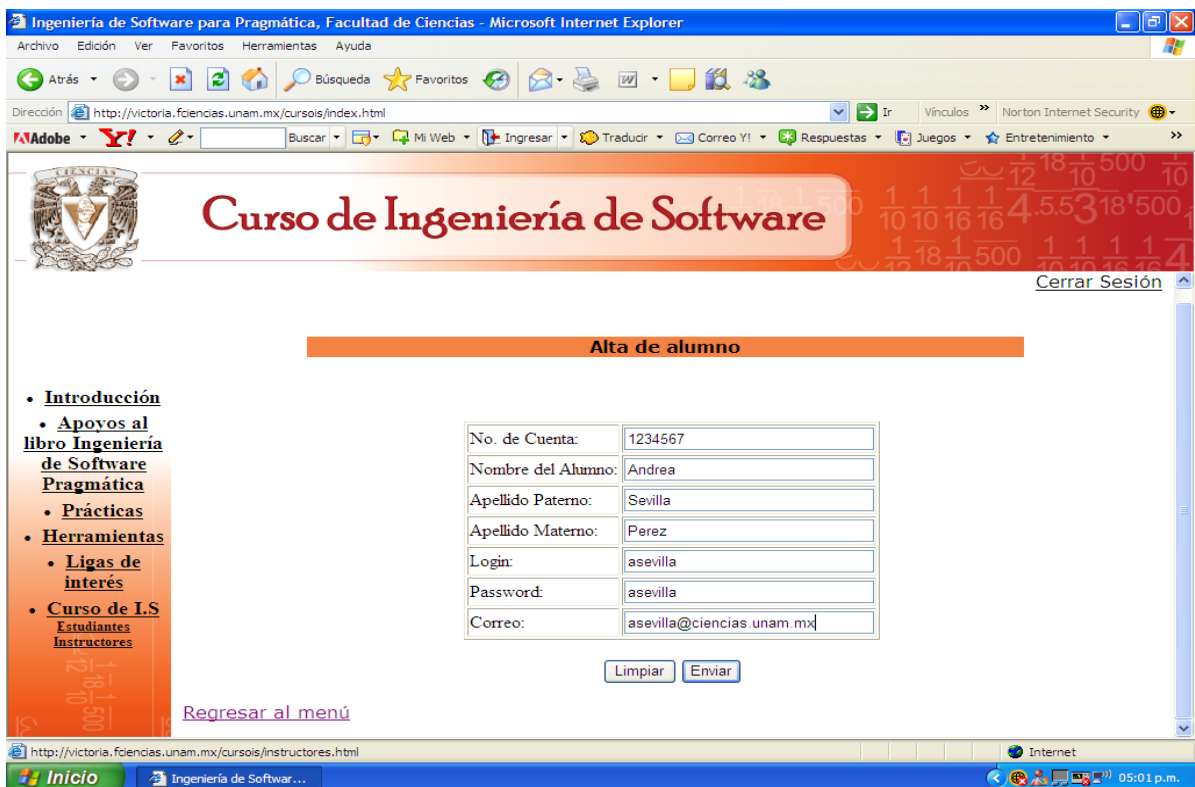 Ingeniería de Software para Pragmática, Facultad de Ciencias - Microsoft Internet Explorer
Archivo Edición Ver Favoritos Herramientas Ayuda
Atrás Búsqueda Favoritos
Dirección http://victoria.fciencias.unam.mx/cursois/index.html Ir Vínculos » Norton Internet Security
Adobe Y! Buscar Mi Web Ingresar Traducir Correo Y! Respuestas Juegos Entretenimiento »
CIENCIAS
Curso de Ingeniería de Software
Cerrar Sesión
Alta de alumno
• Introducción
• Apoyos al
libro Ingeniería
de Software
Pragmática
• Prácticas
• Herramientas
• Ligas de
interés
• Curso de I.S
Estudiantes
Instructores
No. de Cuenta: 1234567
Nombre del Alumno: Andrea
Apellido Paterno: Sevilla
Apellido Materno: Perez
Login: asevilla
Password: asevilla
Correo: asevilla@ciencias.unam.mx
Limpiar Enviar
Regresar al menú
http://victoria.fciencias.unam.mx/cursois/instructores.html Internet
Inicio Ingeniería de Softwar... 05:01 p.m.